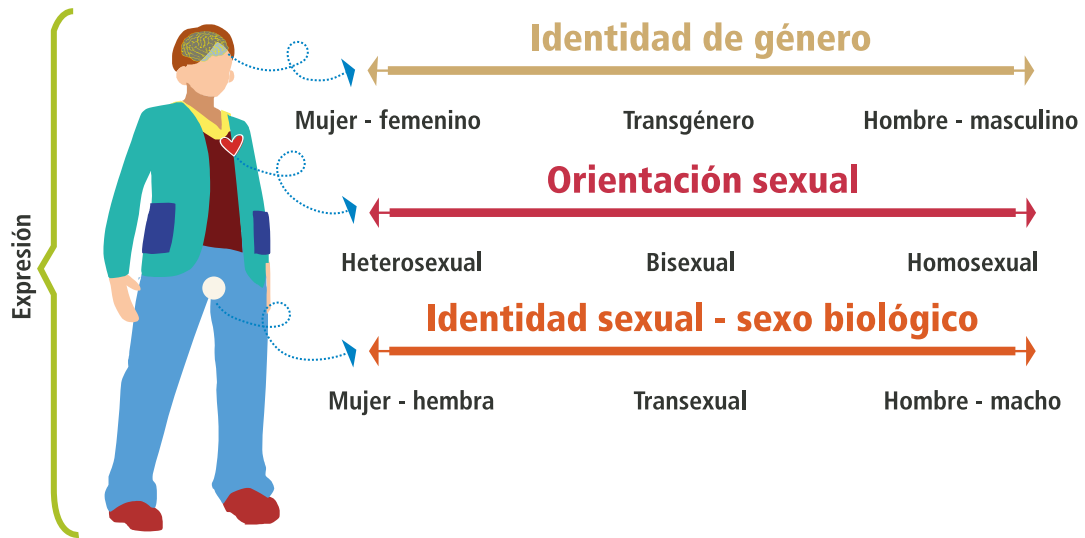 Expresión
Identidad de género
Mujer - femenino Transgénero Hombre - masculino
Orientación sexual
Heterosexual Bisexual Homosexual
Identidad sexual - sexo biológico
Mujer - hembra Transexual Hombre - macho